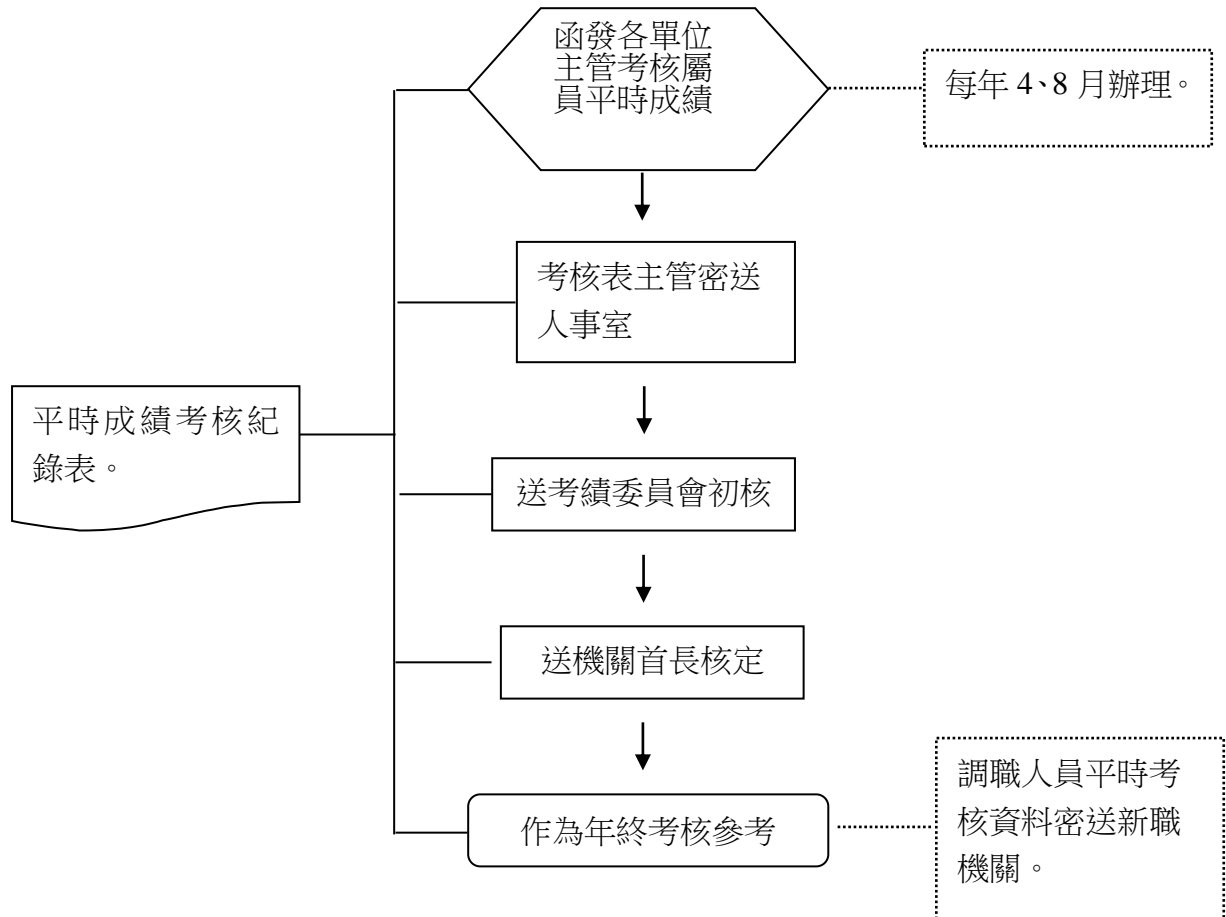 函發各單位
主管考核屬
員平時成績
每年 4、8 月辦理。
考核表主管密送
人事室
平時成績考核紀
錄表。
送考績委員會初核
送機關首長核定
作為年終考核參考
調職人員平時考
核資料密送新職
機關。